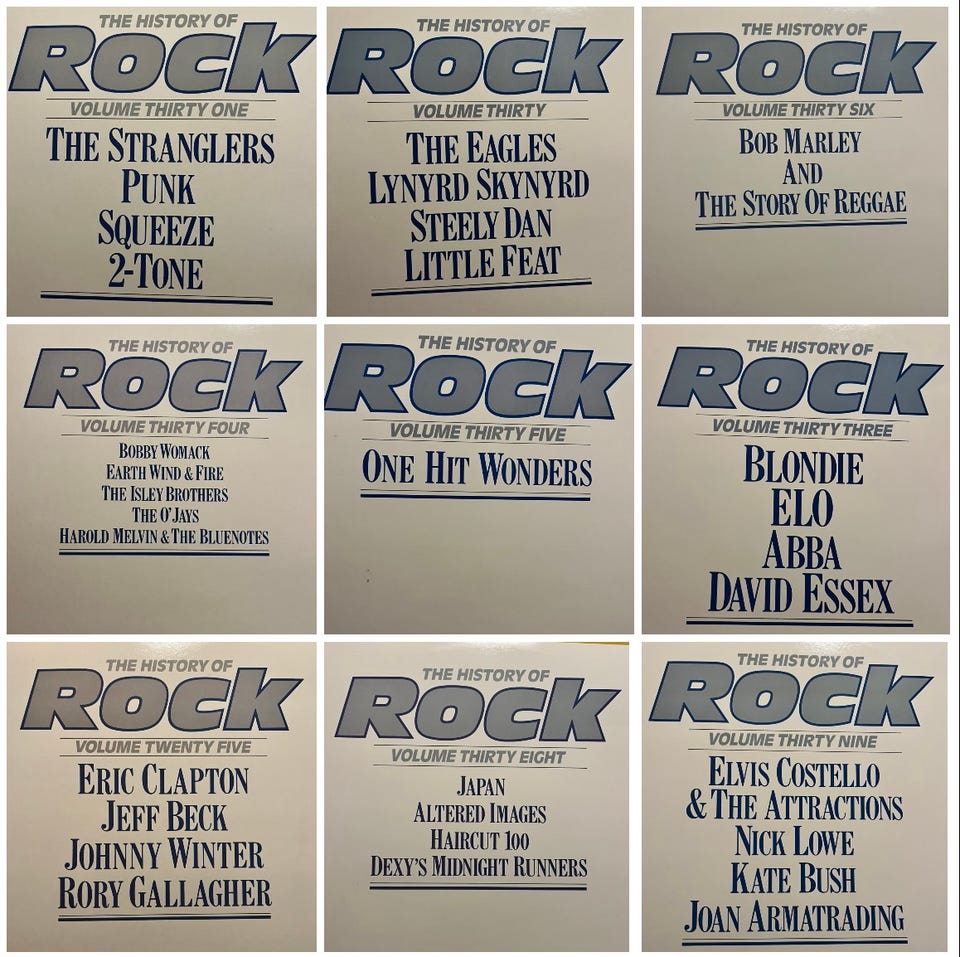 THE HISTORY OF
Rock
VOLUME THIRTY ONE
THE STRANGLERS
PUNK
SQUEEZE
2-TONE
THE HISTORY OF
Rock
VOLUME THIRTY
THE EAGLES
LYNYRD SKYNYRD
STEELY DAN
LITTLE FEAT
THE HISTORY OF
Rock
VOLUME THIRTY SIX
BOB MARLEY
AND
THE STORY OF REGGAE
THE HISTORY OF
Rock
VOLUME THIRTY FOUR
BOBBY WOMACK
EARTH WIND & FIRE
THE ISLEY BROTHERS
THE O'JAYS
HAROLD MELVIN & THE BLUENOTES
THE HISTORY OF
Rock
VOLUME THIRTY FIVE
ONE HIT WONDERS
THE HISTORY OF
Rock
VOLUME THIRTY THREE
BLONDIE
ELO
ABBA
DAVID ESSEX
THE HISTORY OF
Rock
VOLUME TWENTY FIVE
ERIC CLAPTON
JEFF BECK
JOHNNY WINTER
RORY GALLAGHER
THE HISTORY OF
Rock
VOLUME THIRTY EIGHT
JAPAN
ALTERED IMAGES
HAIRCUT 100
DEXY'S MIDNIGHT RUNNERS
THE HISTORY OF
Rock
VOLUME THIRTY NINE
ELVIS COSTELLO
& THE ATTRACTIONS
NICK LOWE
KATE BUSH
JOAN ARMATRADING